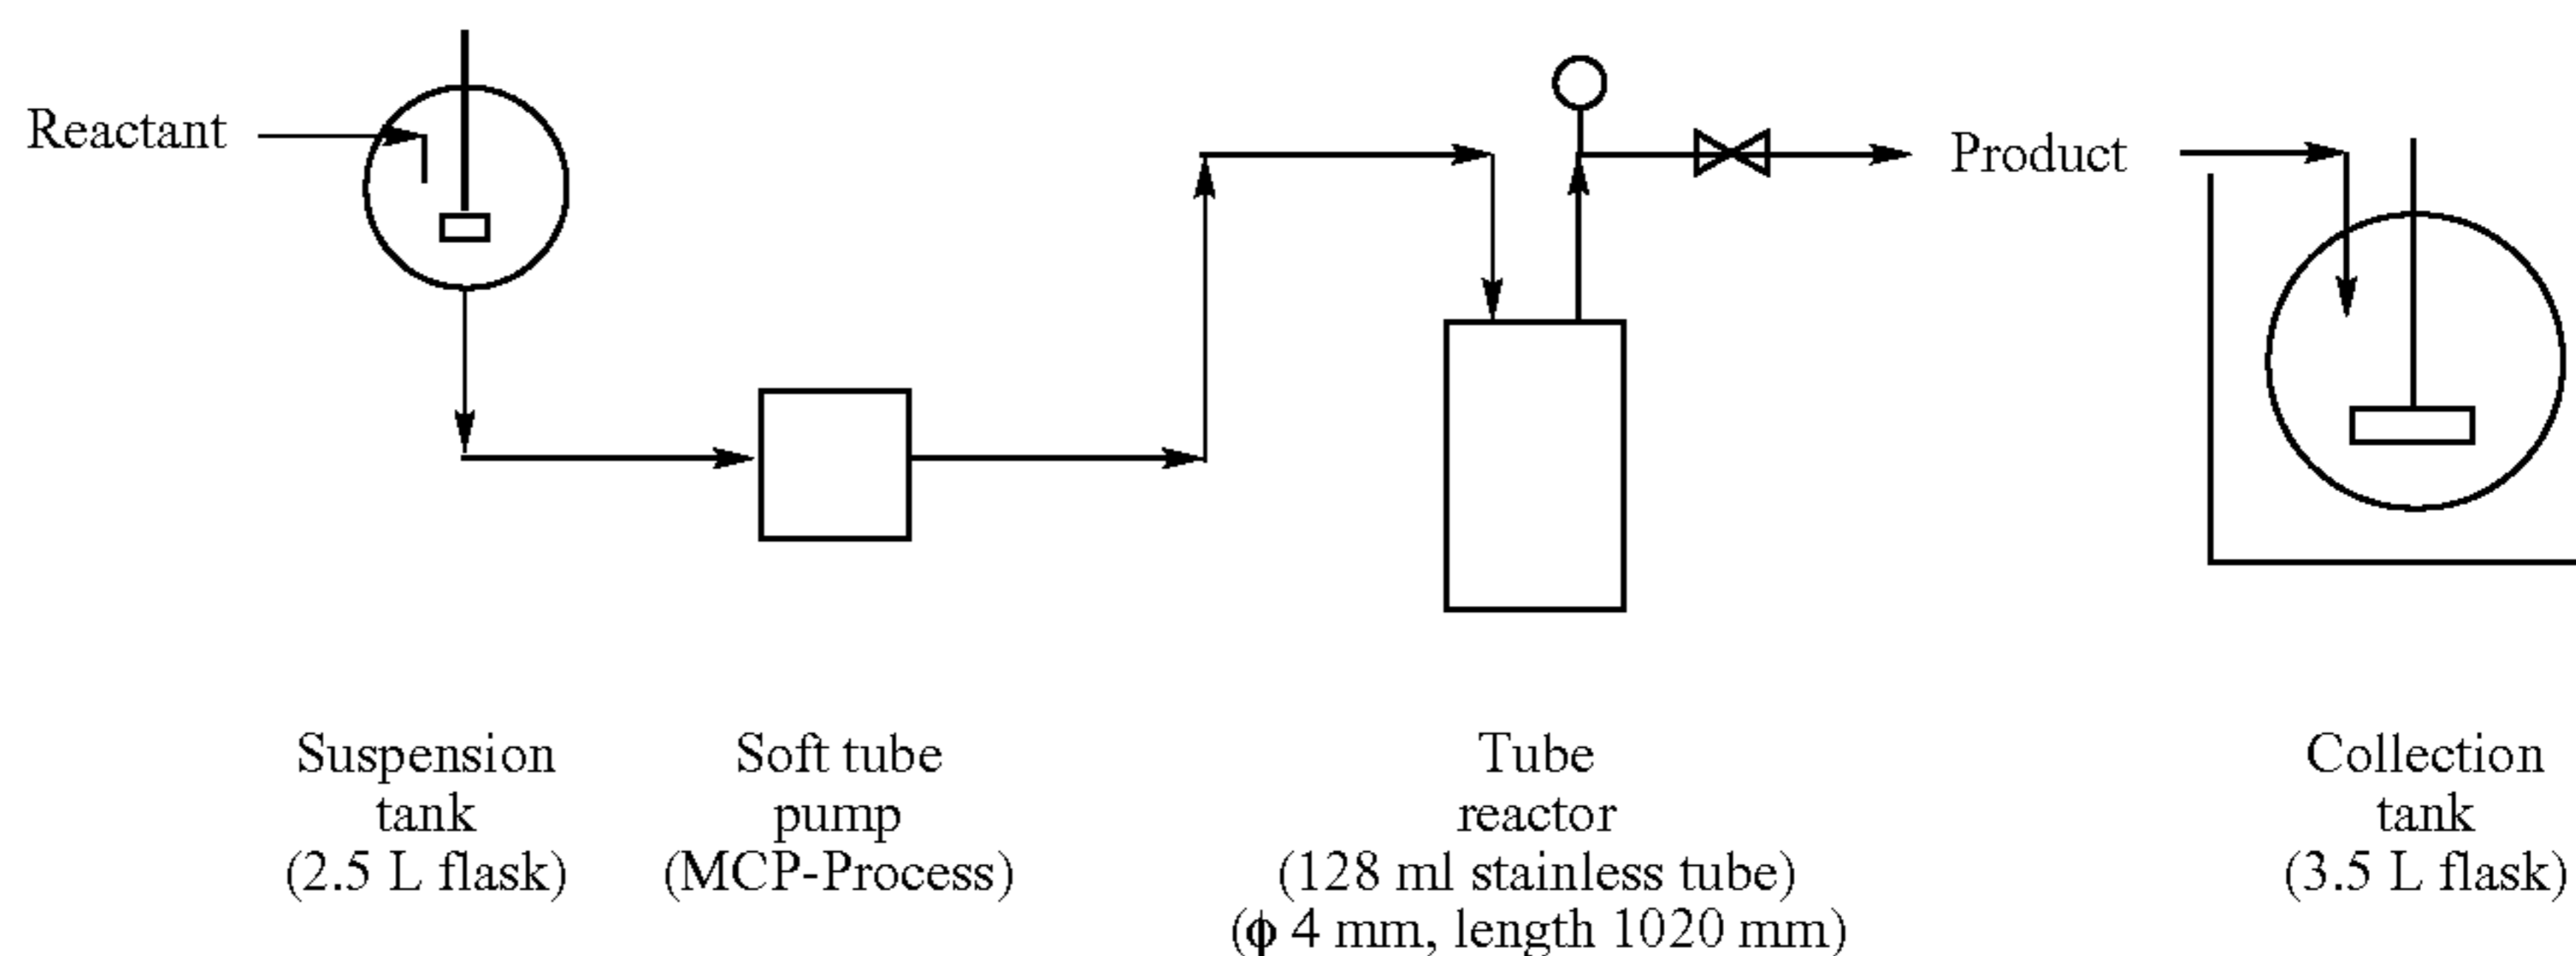 Reactant
Product
Suspension
tank
(2.5 L flask)
Soft tube
pump
(MCP-Process)
Tube
reactor
(128 ml stainless tube)
(ϕ 4 mm, length 1020 mm)
Collection
tank
(3.5 L flask)